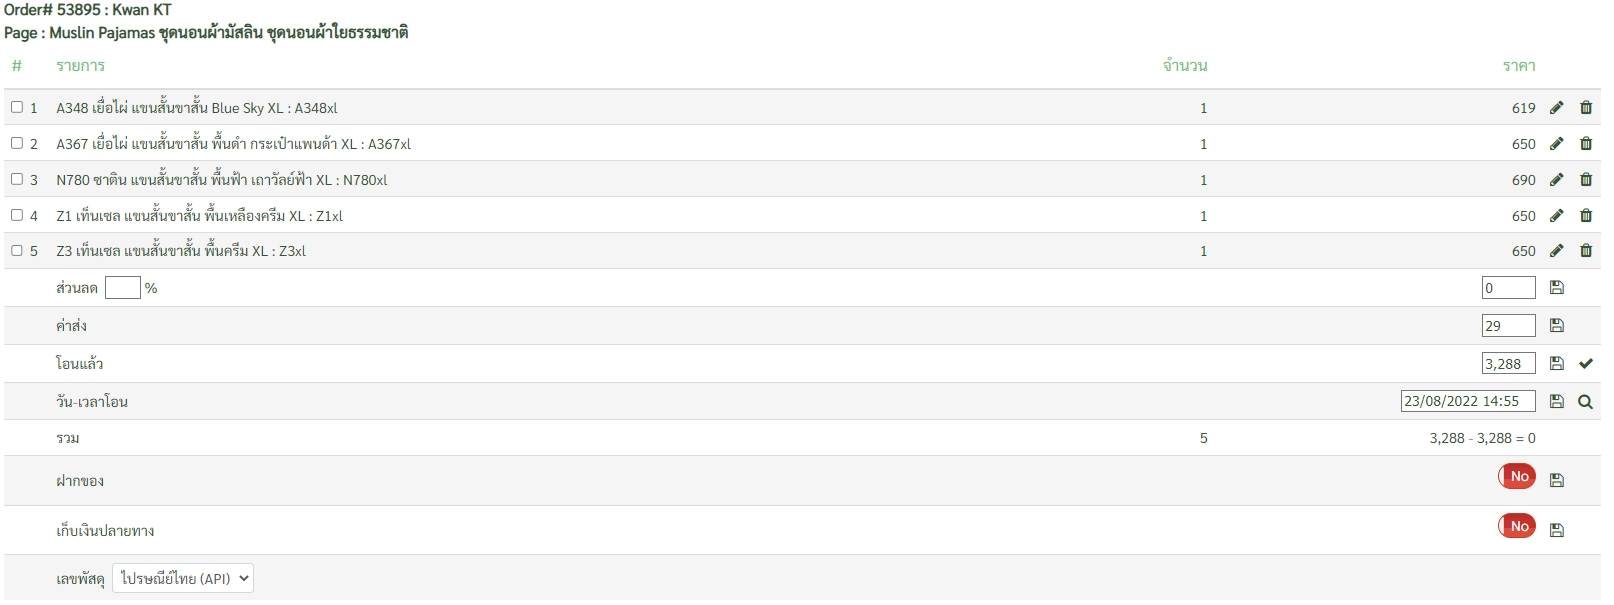 Order# 53895 : Kwan KT
Page : Muslin Pajamas ชุดนอนผ้ามัสลิน ชุดนอนผ้าใยธรรมชาติ
# รายการ จำนวน ราคา
1 A348 เยื่อไผ่ แขนสั้นขาสั้น Blue Sky XL : A348xl 1 619
2 A367 เยื่อไผ่ แขนสั้นขาสั้น พื้นดำ กระเป๋าแพนด้า XL : A367xl 1 650
3 N780 ซาติน แขนสั้นขาสั้น พื้นฟ้า เถาวัลย์ฟ้า XL : N780xl 1 690
4 Z1 เท็นเซล แขนสั้นขาสั้น พื้นเหลืองครีม XL : Z1xl 1 650
5 Z3 เท็นเซล แขนสั้นขาสั้น พื้นครีม XL : Z3xl 1 650
ส่วนลด % 0
ค่าส่ง 29
โอนแล้ว 3,288
วัน-เวลาโอน 23/08/2022 14:55
รวม 5 3,288 - 3,288 = 0
ฝากของ No
เก็บเงินปลายทาง No
เลขพัสดุ ไปรษณีย์ไทย (API)